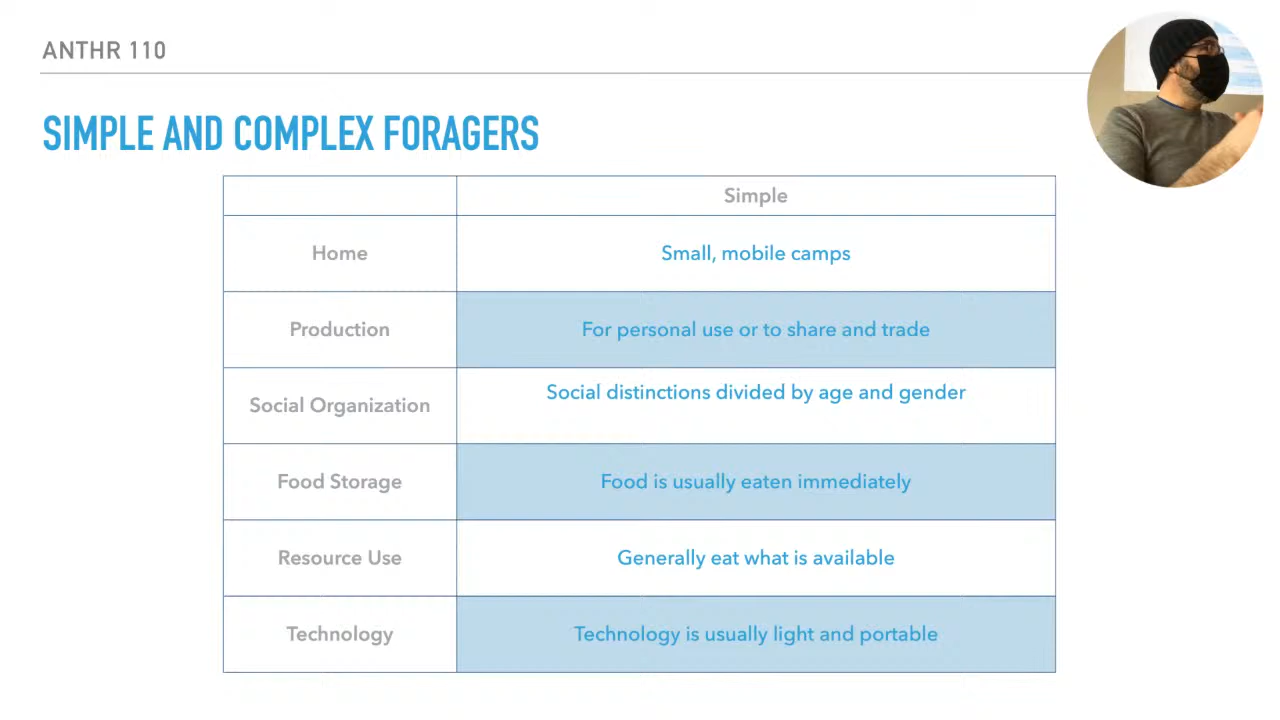 ANTHR 110
SIMPLE AND COMPLEX FORAGERS
Simple
Home
Small, mobile camps
Production
For personal use or to share and trade
Social Organization
Social distinctions divided by age and gender
Food Storage
Food is usually eaten immediately
Resource Use
Generally eat what is available
Technology
Technology is usually light and portable